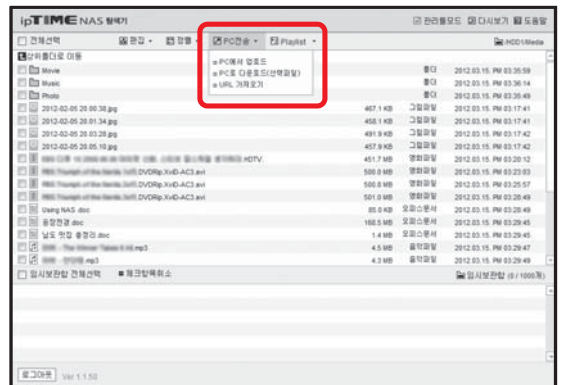 ipTIME NAS 탐색기 관리툴모드 다시보기 도움말
전체선택 편집 정렬 PC전송 Playlist /HDD1/Media
상위폴더로 이동
PC에서 업로드
PC로 다운로드(선택파일)
URL 가져오기
Movie 폴더 2012.03.15. PM 03:35:59
Music 폴더 2012.03.15. PM 03:36:14
Photo 폴더 2012.03.15. PM 03:35:49
2012-02-05 20.00.38.jpg 467.1 KB 그림파일 2012.03.15. PM 03:17:41
2012-02-05 20.01.34.jpg 458.1 KB 그림파일 2012.03.15. PM 03:17:41
2012-02-05 20.03.28.jpg 491.9 KB 그림파일 2012.03.15. PM 03:17:42
2012-02-05 20.05.10.jpg 457.9 KB 그림파일 2012.03.15. PM 03:17:42
HDTV. 451.7 MB 영화파일 2012.03.15. PM 03:20:12
DVDRip.XviD-AC3.avi 500.8 MB 영화파일 2012.03.15. PM 03:23:03
DVDRip.XviD-AC3.avi 500.8 MB 영화파일 2012.03.15. PM 03:25:57
DVDRip.XviD-AC3.avi 501.0 MB 영화파일 2012.03.15. PM 03:28:49
Using NAS.doc 85.0 KB 오피스문서 2012.03.15. PM 03:28:49
용장전경.doc 168.5 MB 오피스문서 2012.03.15. PM 03:29:45
남도 맛집 총정리.doc 1.4 MB 오피스문서 2012.03.15. PM 03:29:45
.mp3 4.5 MB 음악파일 2012.03.15. PM 03:29:47
.mp3 4.3 MB 음악파일 2012.03.15. PM 03:29:49
임시보관함 전체선택 체크항목취소 임시보관함 (0 / 1000개)
로그아웃 Ver 1.1.50